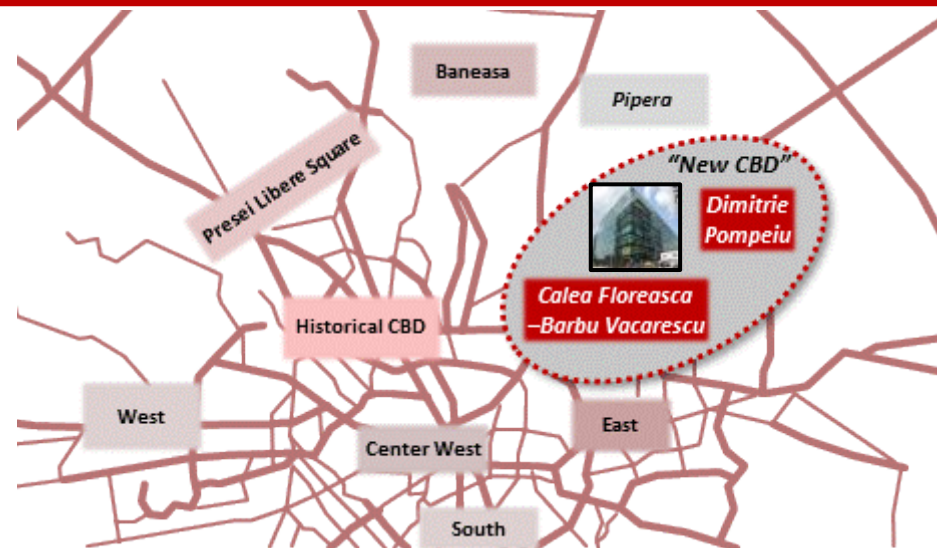 Baneasa
Pipera
Presei Libere Square
"New CBD"
Dimitrie
Pompeiu
Calea Floreasca
–Barbu Vacarescu
Historical CBD
West
East
Center West
South